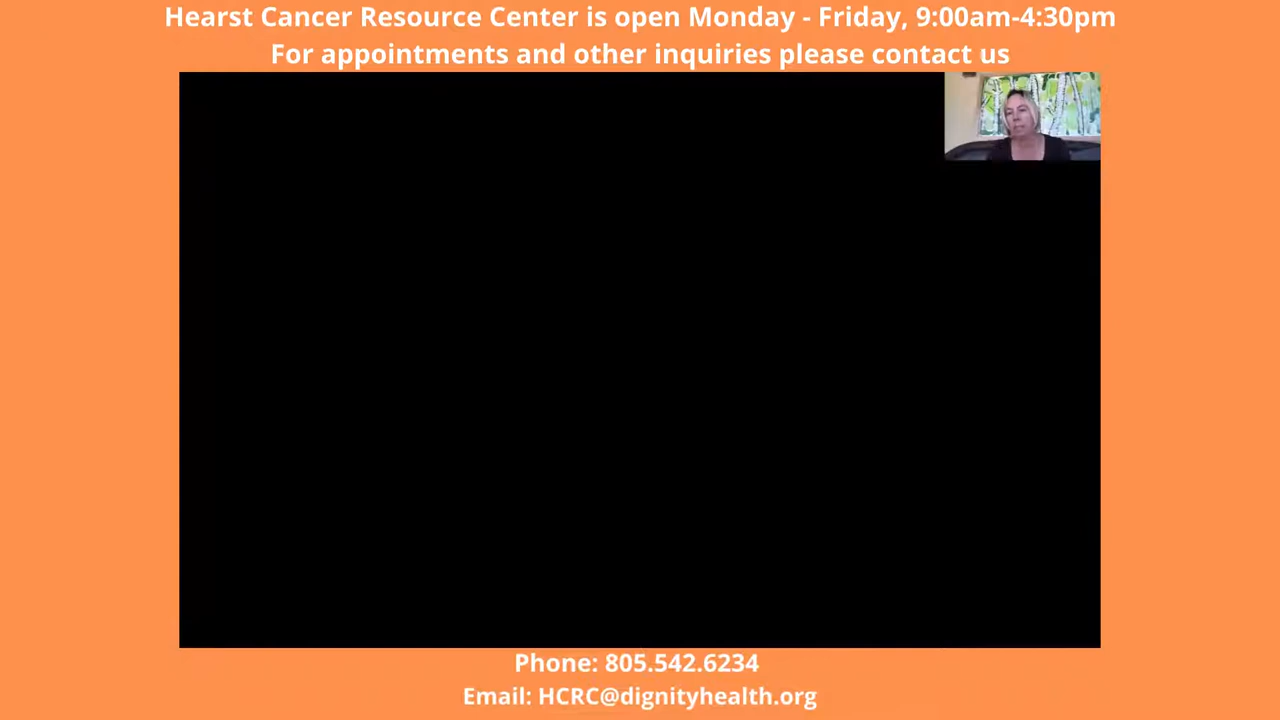 Hearst Cancer Resource Center is open Monday - Friday, 9:00am-4:30pm
For appointments and other inquiries please contact us
Phone: 805.542.6234
Email: HCRC@dignityhealth.org